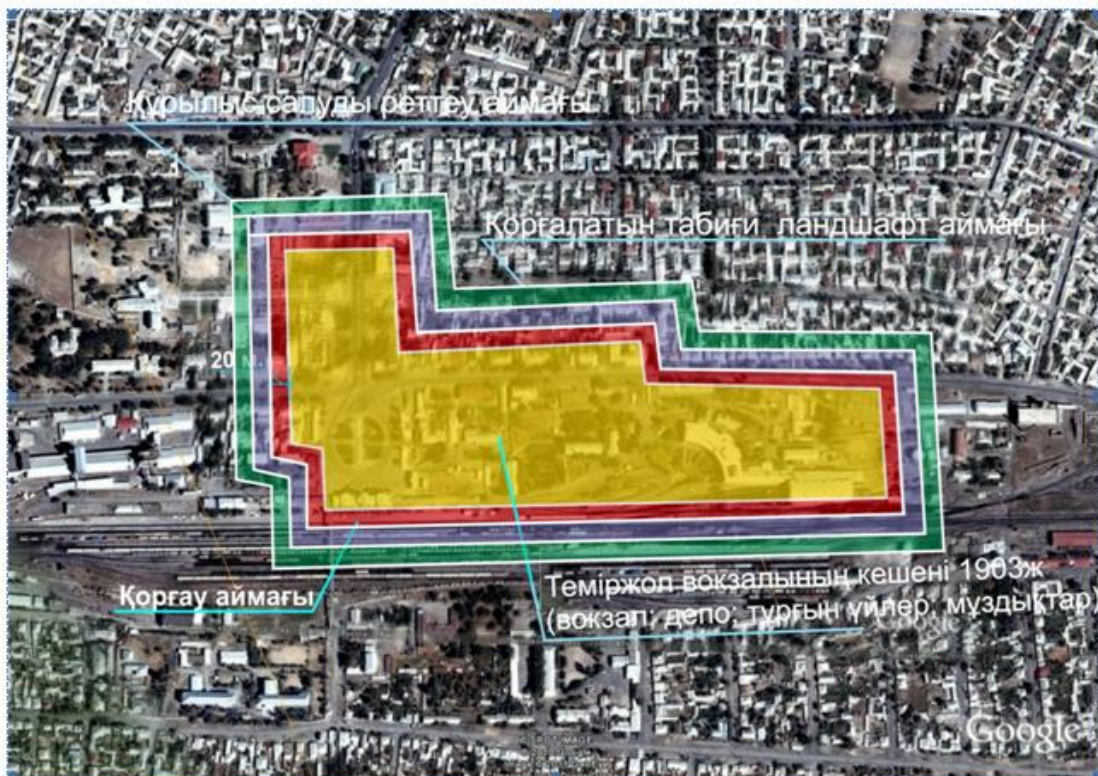 Құрылыс салуды реттеу аймағы
Қорғалатын табиғи ландшафт аймағы
20 м.
Қорғау аймағы
Теміржол вокзалының кешені 1903ж
(вокзал; депо; тұрғын үйлер; мұздықтар)
Google
Google